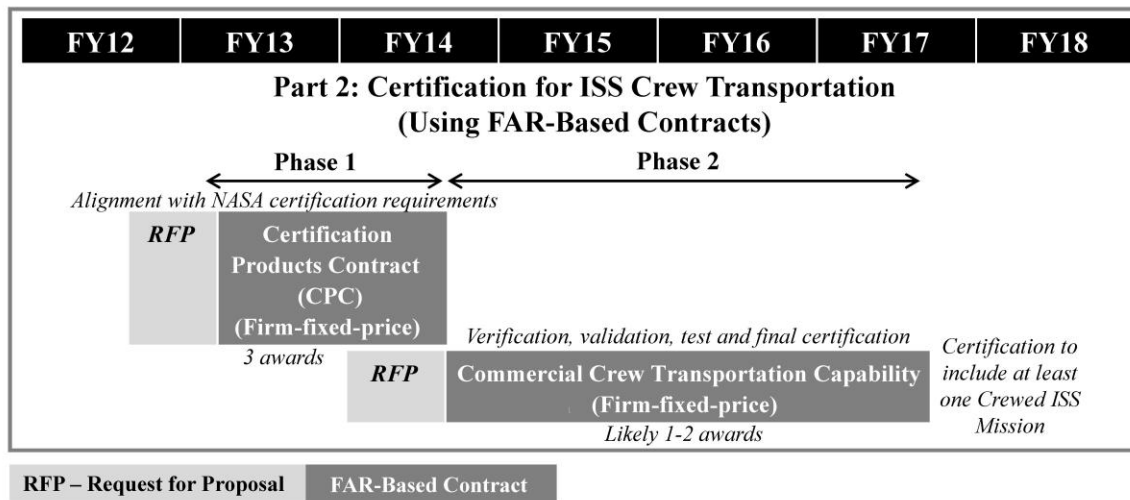 FY12 FY13 FY14 FY15 FY16 FY17 FY18
Part 2: Certification for ISS Crew Transportation
(Using FAR-Based Contracts)
Phase 1
Phase 2
Alignment with NASA certification requirements
RFP
Certification
Products Contract
(CPC)
(Firm-fixed-price)
3 awards
Verification, validation, test and final certification
RFP
Commercial Crew Transportation Capability
(Firm-fixed-price)
Likely 1-2 awards
Certification to
include at least
one Crewed ISS
Mission
RFP – Request for Proposal
FAR-Based Contract